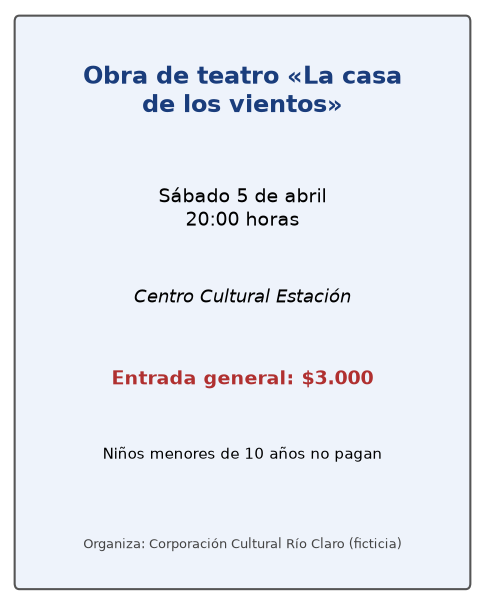 Obra de teatro «La casa
de los vientos»
Sábado 5 de abril
20:00 horas
Centro Cultural Estación
Entrada general: $3.000
Niños menores de 10 años no pagan
Organiza: Corporación Cultural Río Claro (ficticia)